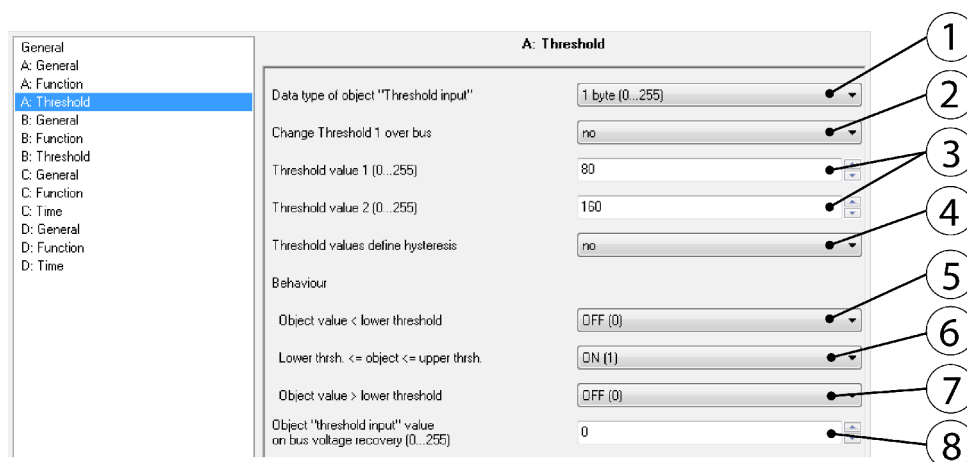 General
A: General
A: Function
A: Threshold
B: General
B: Function
B: Threshold
C: General
C: Function
C: Time
D: General
D: Function
D: Time
A: Threshold
Data type of object "Threshold input" 1 byte (0...255)
Change Threshold 1 over bus no
Threshold value 1 (0...255) 80
Threshold value 2 (0...255) 160
Threshold values define hysteresis no
Behaviour
Object value < lower threshold OFF (0)
Lower thrsh. <= object <= upper thrsh. ON (1)
Object value > lower threshold OFF (0)
Object "threshold input" value
on bus voltage recovery (0...255) 0
1
2
3
4
5
6
7
8